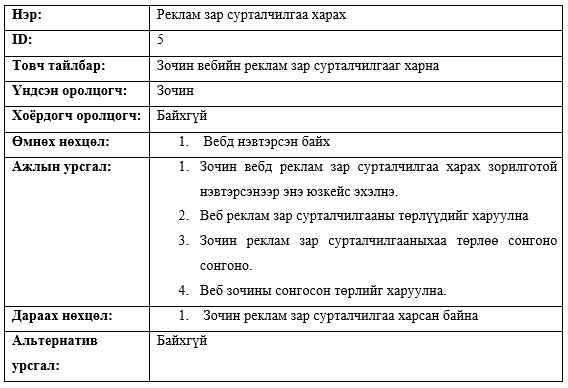 Нэр: Реклам зар сурталчилгаа харах
ID: 5
Товч тайлбар: Зочин вебийн реклам зар сурталчилгааг харна
Үндсэн оролцогч: Зочин
Хоёрдогч оролцогч: Байхгүй
Өмнөх нөхцөл: 1. Вебд нэвтэрсэн байх
Ажлын урсгал: 1. Зочин вебд реклам зар сурталчилгаа харах зорилготой
нэвтэрсэнээр энэ юзкейс эхэлнэ.
2. Веб реклам зар сурталчилгааны төрлүүдийг харуулна
3. Зочин реклам зар сурталчилгааныхаа төрлөө сонгоно
сонгоно.
4. Веб зочины сонгосон төрлийг харуулна.
Дараах нөхцөл: 1. Зочин реклам зар сурталчилгаа харсан байна
Альтернатив Байхгүй
урсгал: